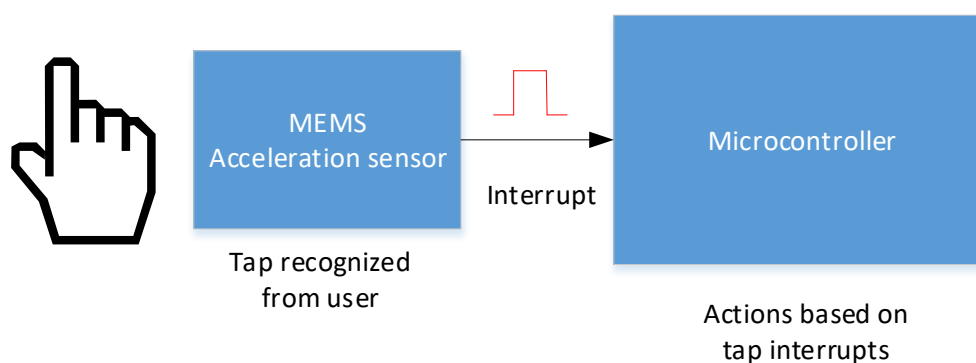 MEMS
Acceleration sensor
Interrupt
Microcontroller
Tap recognized
from user
Actions based on
tap interrupts